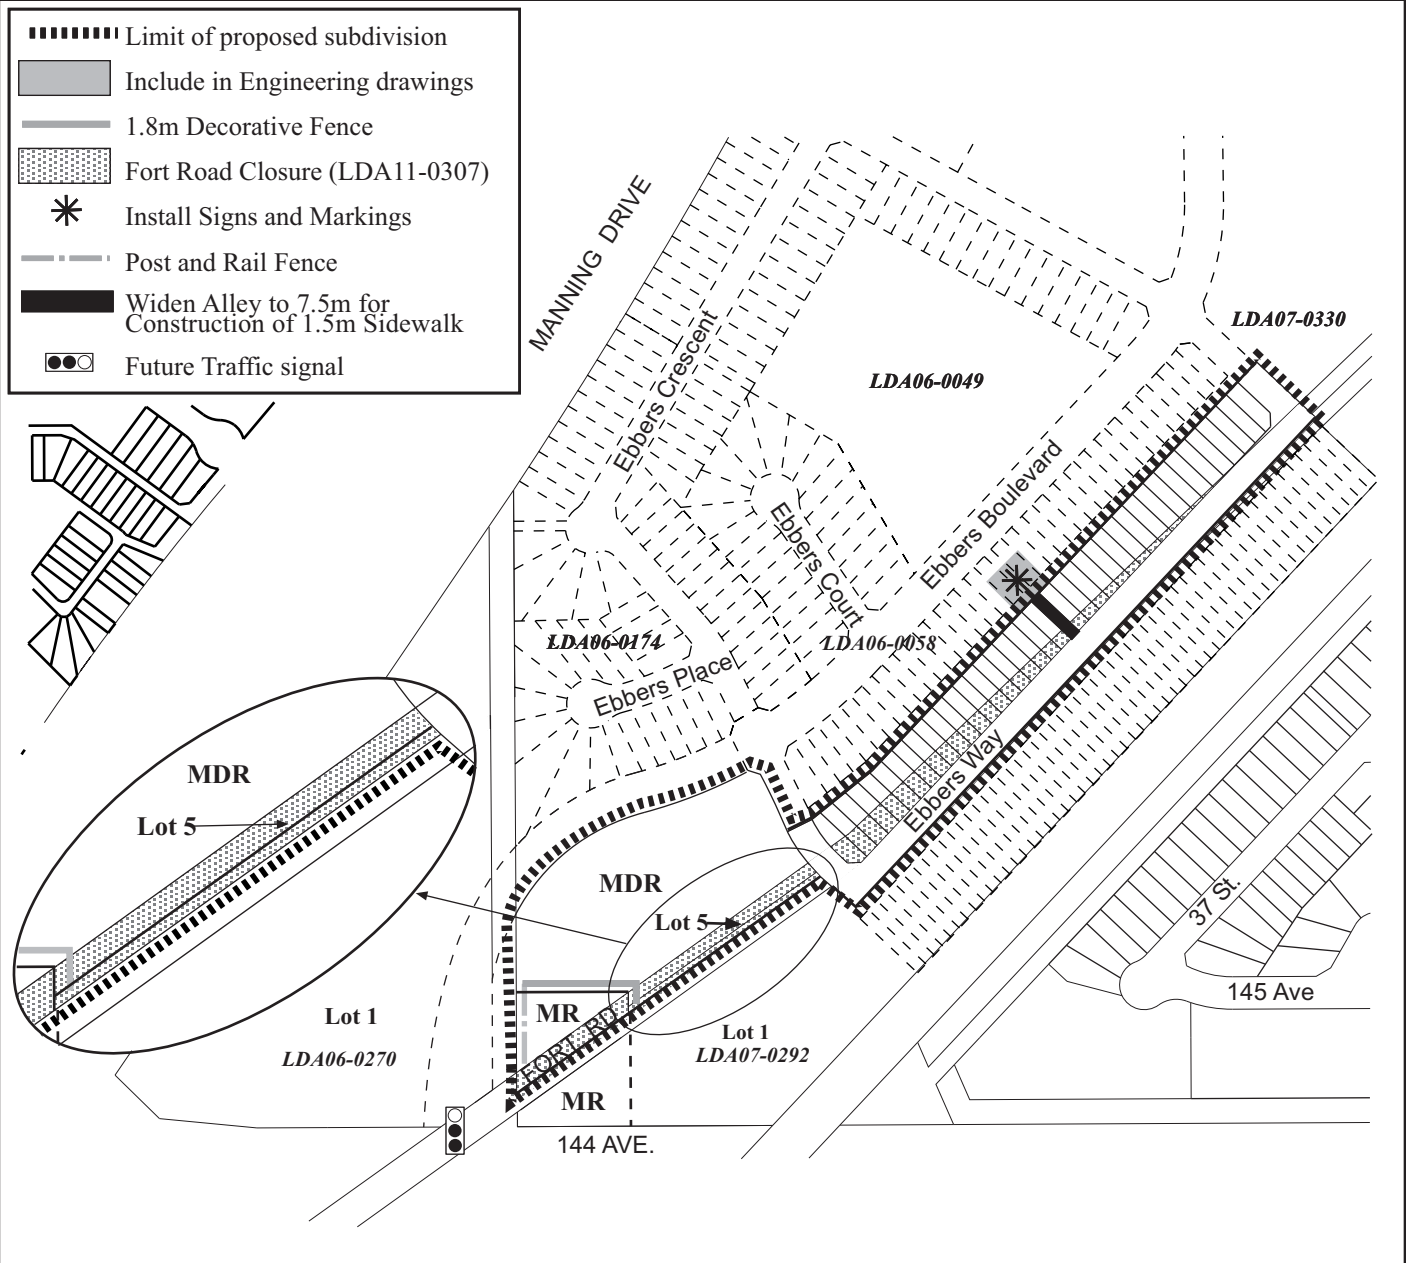 Limit of proposed subdivision
Include in Engineering drawings
1.8m Decorative Fence
Fort Road Closure (LDA11-0307)
Install Signs and Markings
Post and Rail Fence
Widen Alley to 7.5m for
Construction of 1.5m Sidewalk
Future Traffic signal
MANNING DRIVE
Ebbers Crescent
LDA07-0330
LDA06-0049
Ebbers Boulevard
Ebbers Court
LDA06-0174
LDA06-0058
Ebbers Place
Ebbers Way
MDR
Lot 5
MDR
Lot 5
37 St.
145 Ave
MR
FORT RD
Lot 1
LDA06-0270
Lot 1
LDA07-0292
MR
144 AVE.